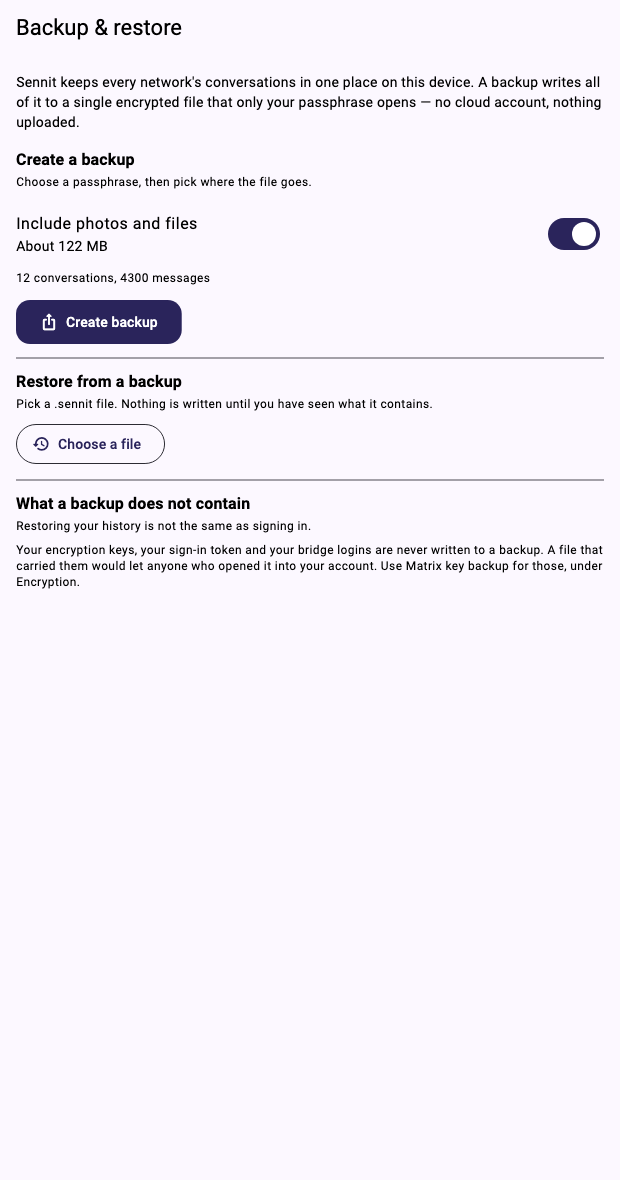 Backup & restore
Sennit keeps every network's conversations in one place on this device. A backup writes all
of it to a single encrypted file that only your passphrase opens — no cloud account, nothing
uploaded.
Create a backup
Choose a passphrase, then pick where the file goes.
Include photos and files
About 122 MB
12 conversations, 4300 messages
Create backup
Restore from a backup
Pick a .sennit file. Nothing is written until you have seen what it contains.
Choose a file
What a backup does not contain
Restoring your history is not the same as signing in.
Your encryption keys, your sign-in token and your bridge logins are never written to a backup. A file that
carried them would let anyone who opened it into your account. Use Matrix key backup for those, under
Encryption.